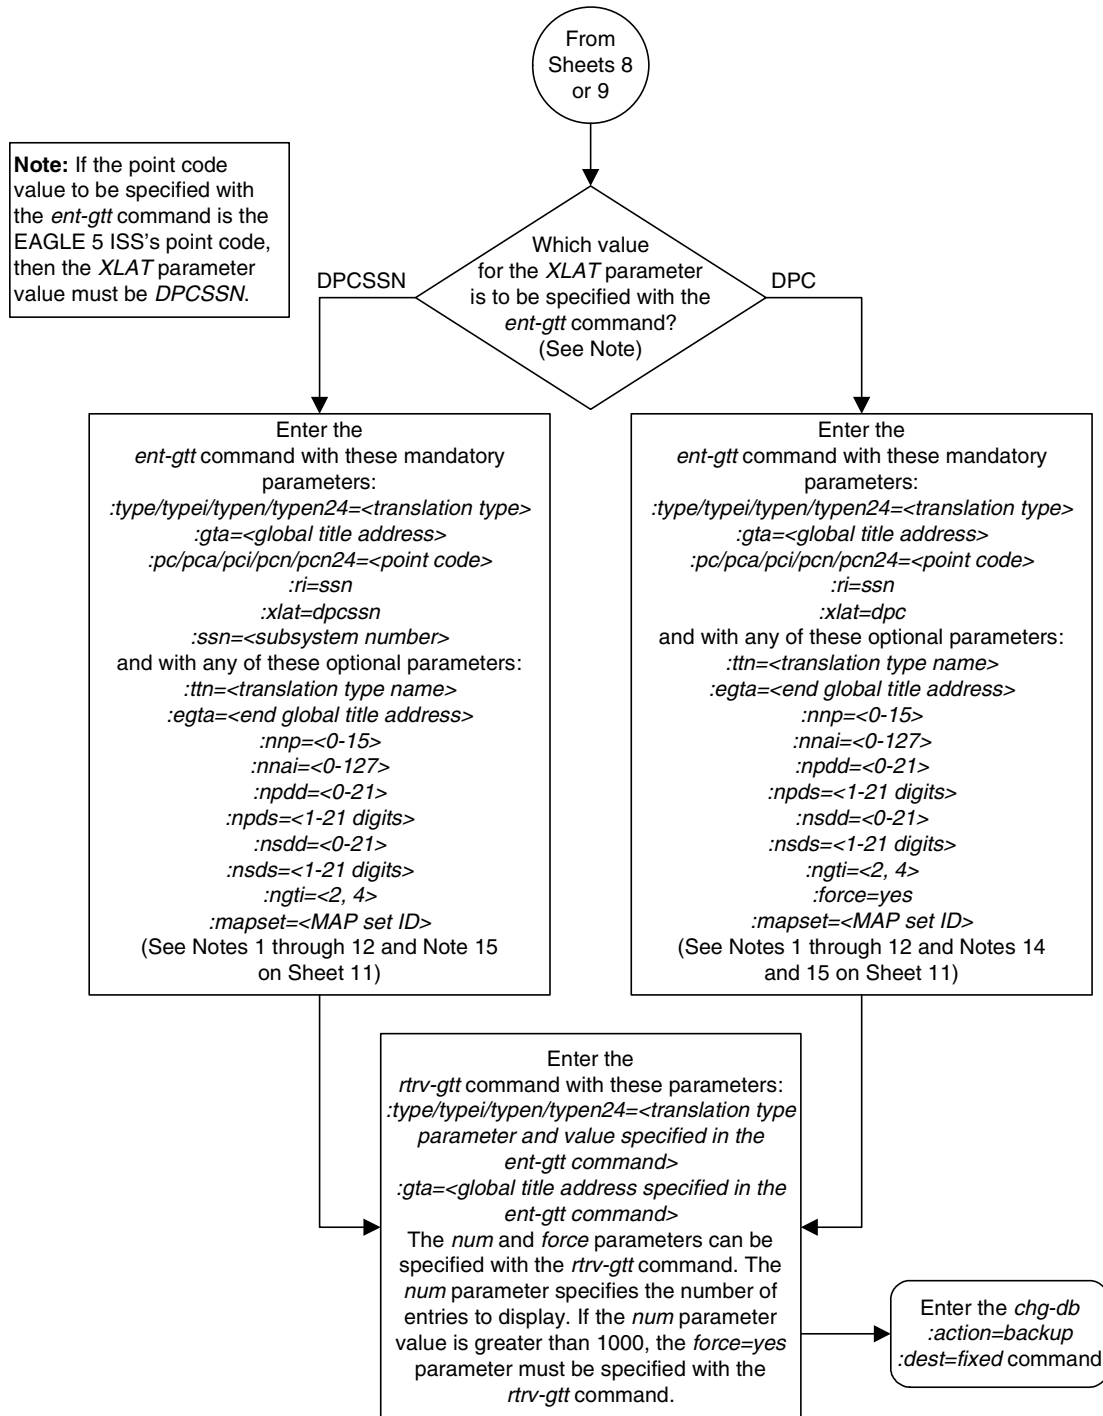 From
Sheets 8
or 9
Note: If the point code
value to be specified with
the ent-gtt command is the
EAGLE 5 ISS’s point code,
then the XLAT parameter
value must be DPCSSN.
Which value
for the XLAT parameter
is to be specified with the
ent-gtt command?
(See Note)
DPCSSN
DPC
Enter the
ent-gtt command with these mandatory
parameters:
:type/typei/typen/typen24=<translation type>
:gta=<global title address>
:pc/pca/pci/pcn/pcn24=<point code>
:ri=ssn
:xlat=dpcssn
:ssn=<subsystem number>
and with any of these optional parameters:
:ttn=<translation type name>
:egta=<end global title address>
:nnp=<0-15>
:nnai=<0-127>
:npdd=<0-21>
:npds=<1-21 digits>
:nsdd=<0-21>
:nsds=<1-21 digits>
:ngti=<2, 4>
:mapset=<MAP set ID>
(See Notes 1 through 12 and Note 15
on Sheet 11)
Enter the
ent-gtt command with these mandatory
parameters:
:type/typei/typen/typen24=<translation type>
:gta=<global title address>
:pc/pca/pci/pcn/pcn24=<point code>
:ri=ssn
:xlat=dpc
and with any of these optional parameters:
:ttn=<translation type name>
:egta=<end global title address>
:nnp=<0-15>
:nnai=<0-127>
:npdd=<0-21>
:npds=<1-21 digits>
:nsdd=<0-21>
:nsds=<1-21 digits>
:ngti=<2, 4>
:force=yes
:mapset=<MAP set ID>
(See Notes 1 through 12 and Notes 14
and 15 on Sheet 11)
Enter the
rtrv-gtt command with these parameters:
:type/typei/typen/typen24=<translation type
parameter and value specified in the
ent-gtt command>
:gta=<global title address specified in the
ent-gtt command>
The num and force parameters can be
specified with the rtrv-gtt command. The
num parameter specifies the number of
entries to display. If the num parameter
value is greater than 1000, the force=yes
parameter must be specified with the
rtrv-gtt command.
Enter the chg-db
:action=backup
:dest=fixed command